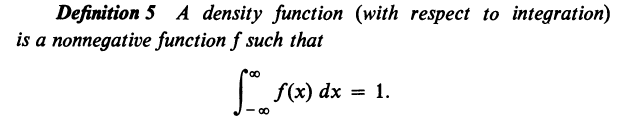 Definition 5 A density function (with respect to integration)
is a nonnegative function f such that
∫_{-∞}^{∞} f(x) dx = 1.